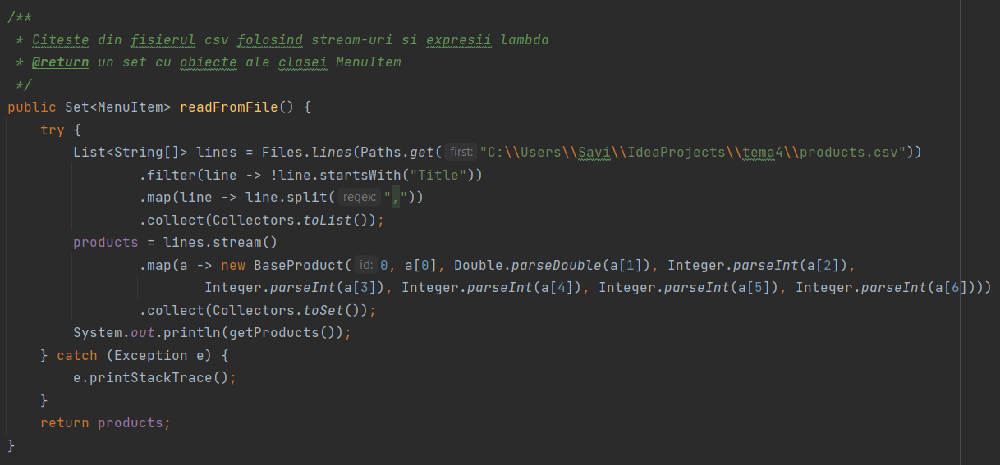 /**
 * Citeste din fisierul csv folosind stream-uri si expresii lambda
 * @return un set cu obiecte ale clasei MenuItem
 */
public Set<MenuItem> readFromFile() {
    try {
        List<String[]> lines = Files.lines(Paths.get( first: "C:\\Users\\Savi\\IdeaProjects\\tema4\\products.csv"))
                .filter(line -> !line.startsWith("Title"))
                .map(line -> line.split( regex: ","))
                .collect(Collectors.toList());
        products = lines.stream()
                .map(a -> new BaseProduct( id: 0, a[0], Double.parseDouble(a[1]), Integer.parseInt(a[2]),
                        Integer.parseInt(a[3]), Integer.parseInt(a[4]), Integer.parseInt(a[5]), Integer.parseInt(a[6])))
                .collect(Collectors.toSet());
        System.out.println(getProducts());
    } catch (Exception e) {
        e.printStackTrace();
    }
    return products;
}